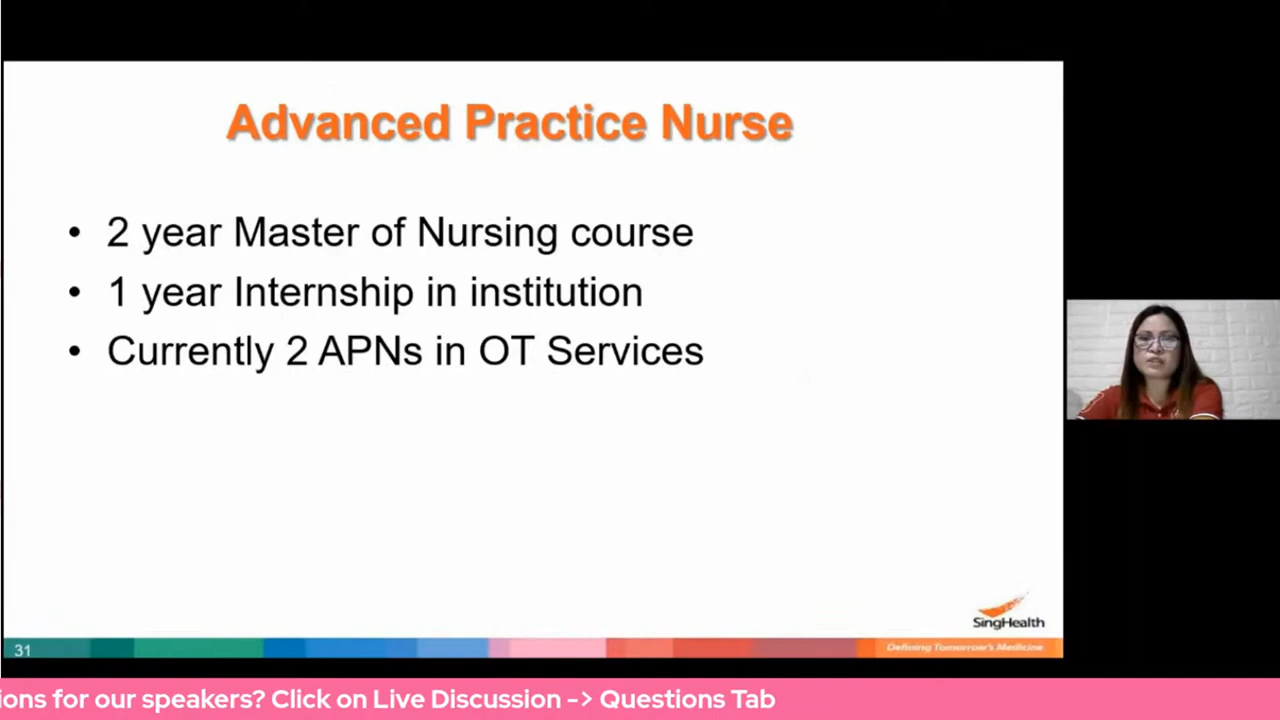 Advanced Practice Nurse
• 2 year Master of Nursing course
• 1 year Internship in institution
• Currently 2 APNs in OT Services
SingHealth
31
Defining Tomorrow's Medicine
ions for our speakers? Click on Live Discussion -> Questions Tab